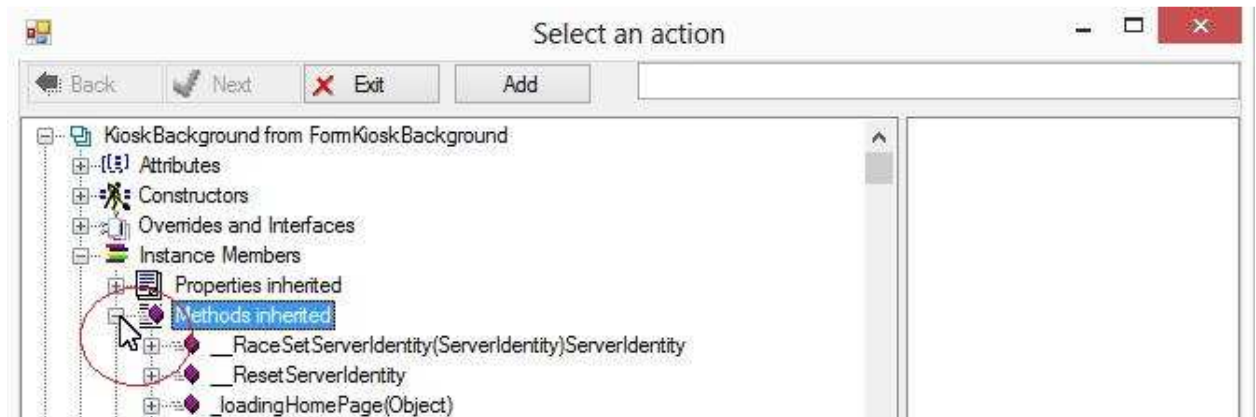 Select an action
Back Next Exit Add
KioskBackground from FormKioskBackground
Attributes
Constructors
Overrides and Interfaces
Instance Members
Properties inherited
Methods inherited
__RaceSetServerIdentity(ServerIdentity)ServerIdentity
__ResetServerIdentity
_loadingHomePage(Object)